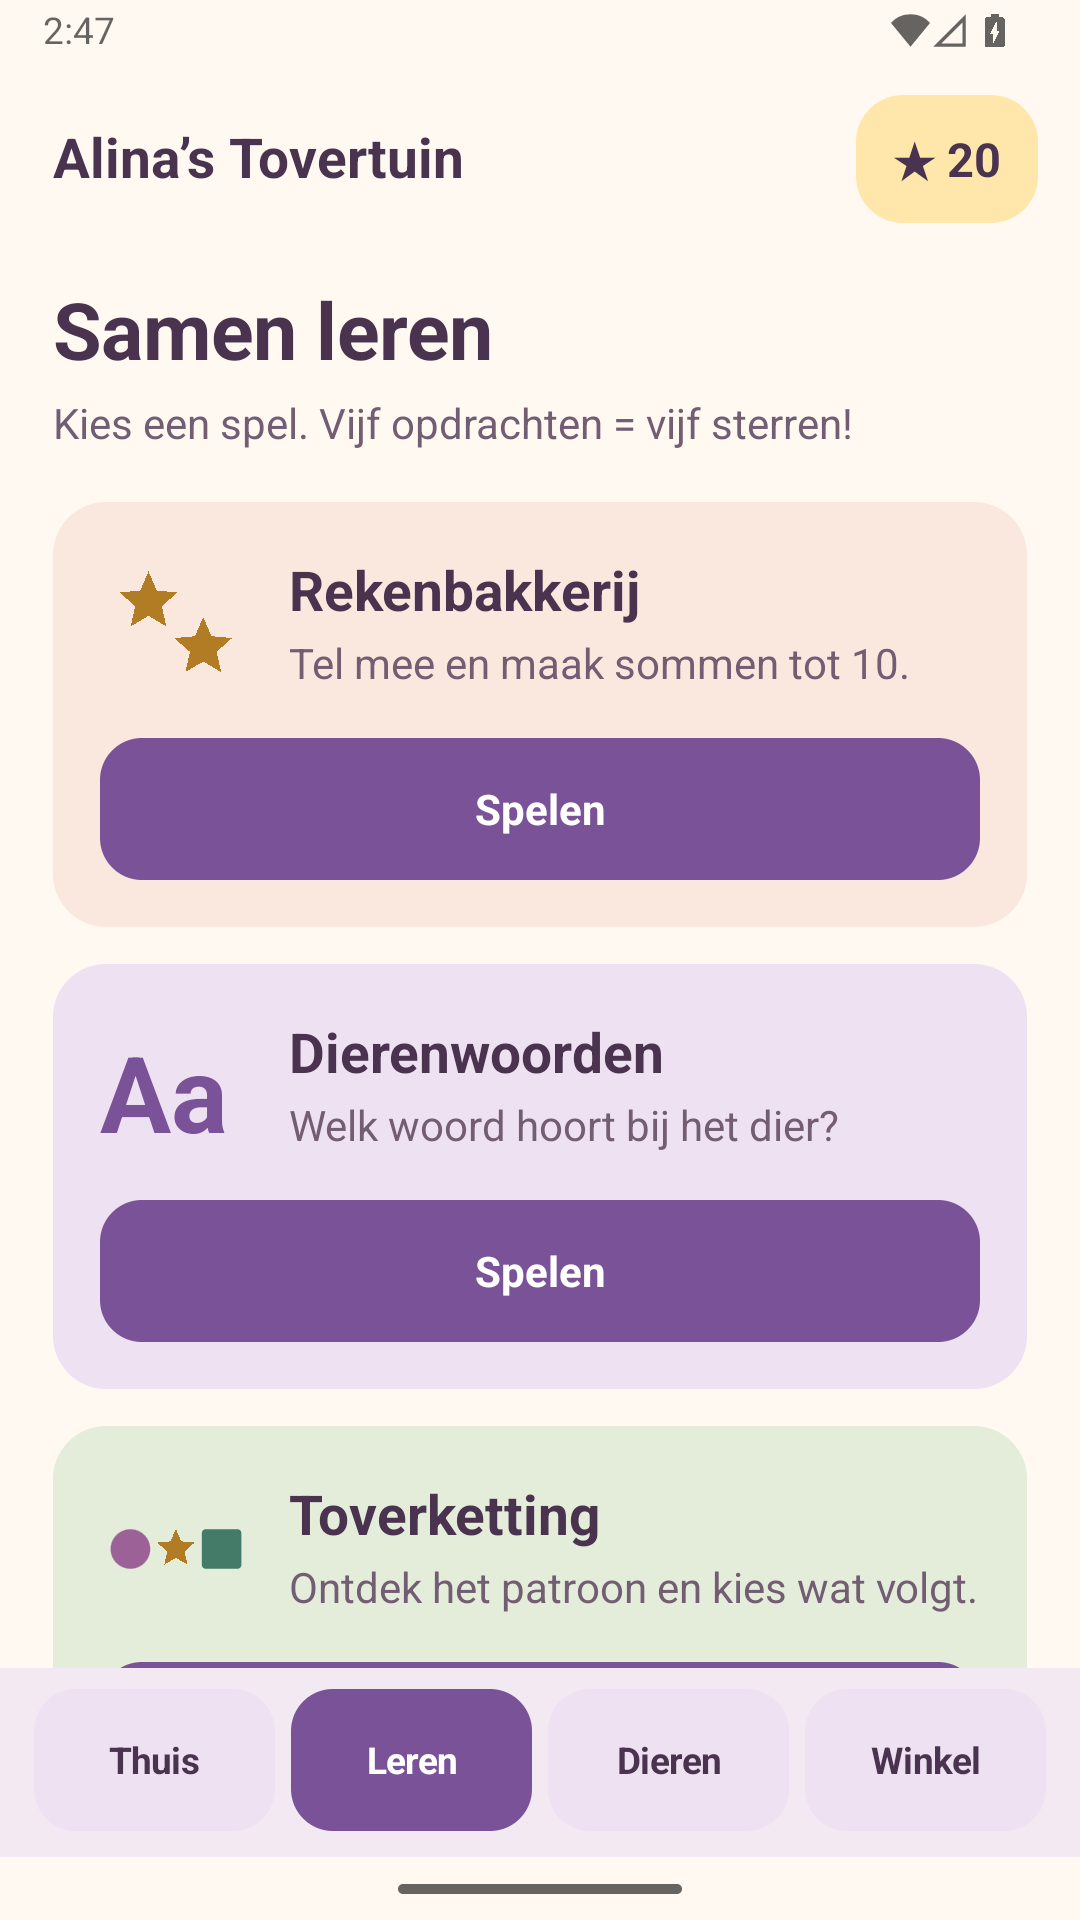 2:47
Alina’s Tovertuin
★ 20
Samen leren
Kies een spel. Vijf opdrachten = vijf sterren!
Rekenbakkerij
Tel mee en maak sommen tot 10.
Spelen
Aa
Dierenwoorden
Welk woord hoort bij het dier?
Spelen
Toverketting
Ontdek het patroon en kies wat volgt.
Thuis
Leren
Dieren
Winkel